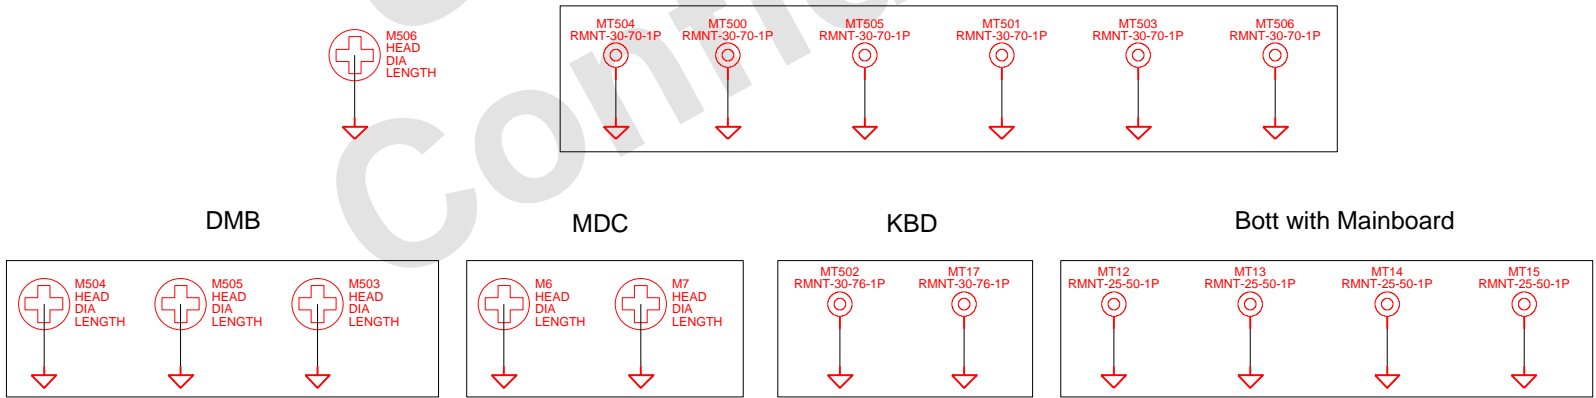 M506
HEAD
DIA
LENGTH
MT504
RMNT-30-70-1P
MT500
RMNT-30-70-1P
MT505
RMNT-30-70-1P
MT501
RMNT-30-70-1P
MT503
RMNT-30-70-1P
MT506
RMNT-30-70-1P
DMB
MDC
KBD
Bott with Mainboard
M504
HEAD
DIA
LENGTH
M505
HEAD
DIA
LENGTH
M503
HEAD
DIA
LENGTH
M6
HEAD
DIA
LENGTH
M7
HEAD
DIA
LENGTH
MT502
RMNT-30-76-1P
MT17
RMNT-30-76-1P
MT12
RMNT-25-50-1P
MT13
RMNT-25-50-1P
MT14
RMNT-25-50-1P
MT15
RMNT-25-50-1P